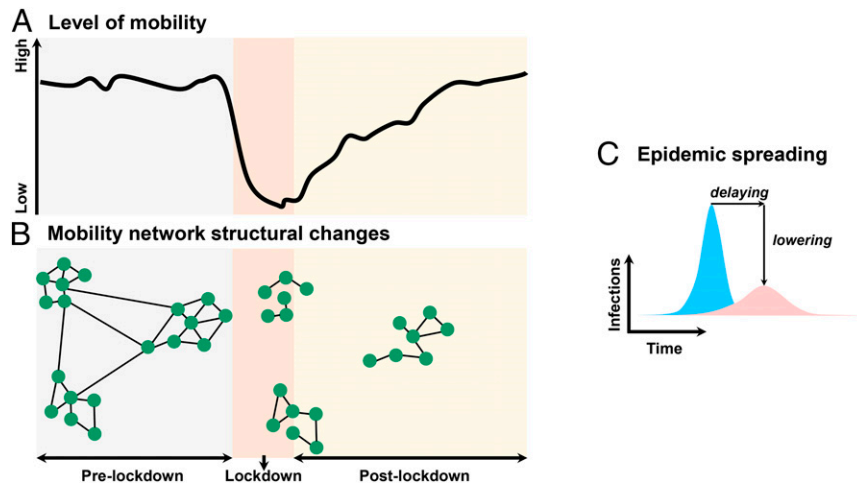 A Level of mobility
High
Low
B Mobility network structural changes
Pre-lockdown
Lockdown
Post-lockdown
C Epidemic spreading
delaying
lowering
Infections
Time